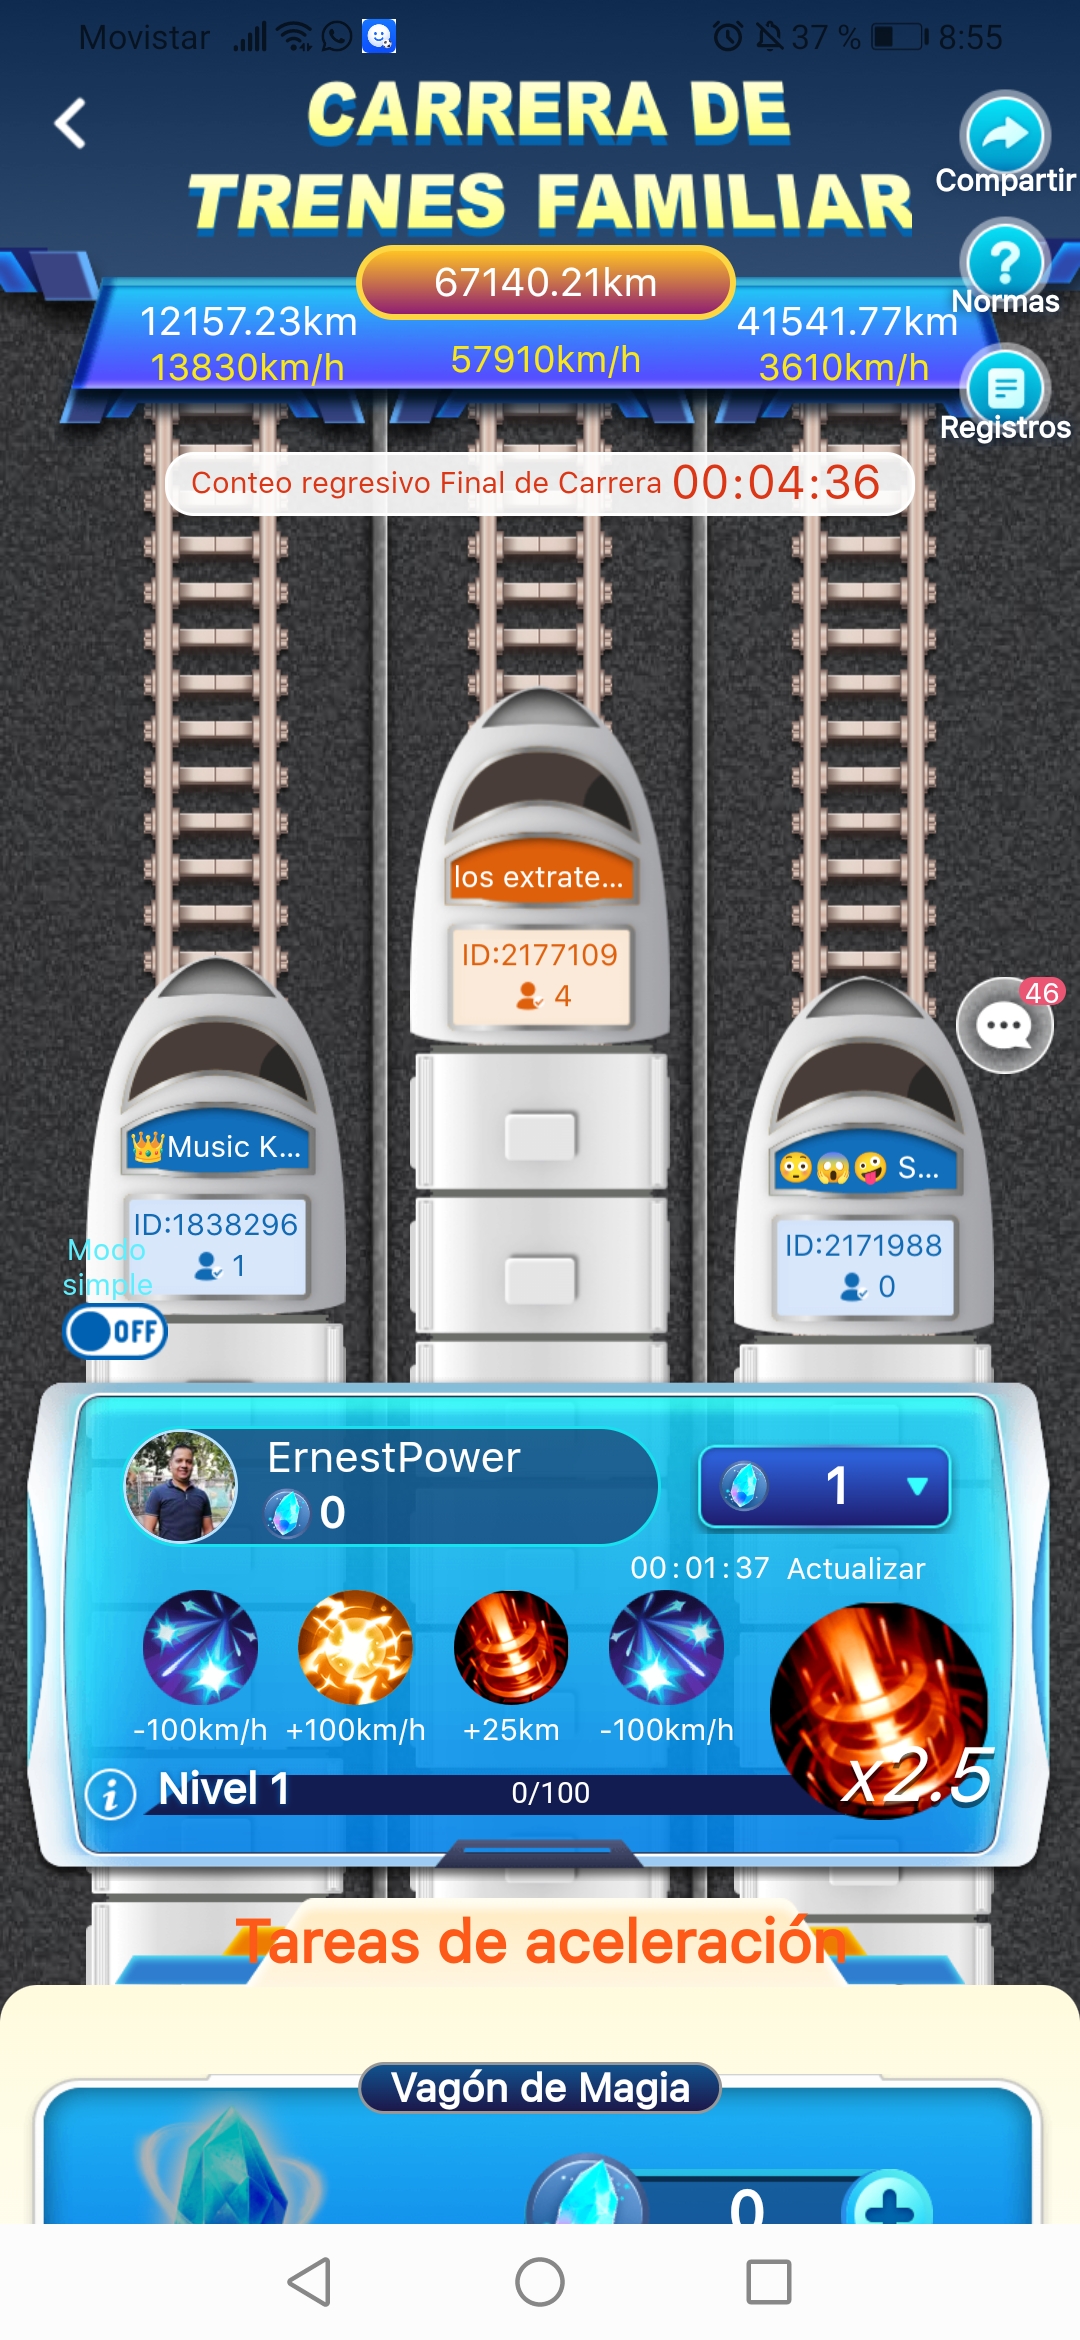 Movistar
37 %
8:55
CARRERA DE
TRENES FAMILIAR
Compartir
Normas
Registros
67140.21km
57910km/h
12157.23km
13830km/h
41541.77km
3610km/h
Conteo regresivo Final de Carrera 00:04:36
los extrate...
ID:2177109
4
46
👑Music K...
ID:1838296
1
😳😱🤪 S...
ID:2171988
0
Modo
simple
OFF
ErnestPower
0
1
00:01:37 Actualizar
-100km/h
+100km/h
+25km
-100km/h
x2.5
Nivel 1
0/100
Tareas de aceleración
Vagón de Magia
0